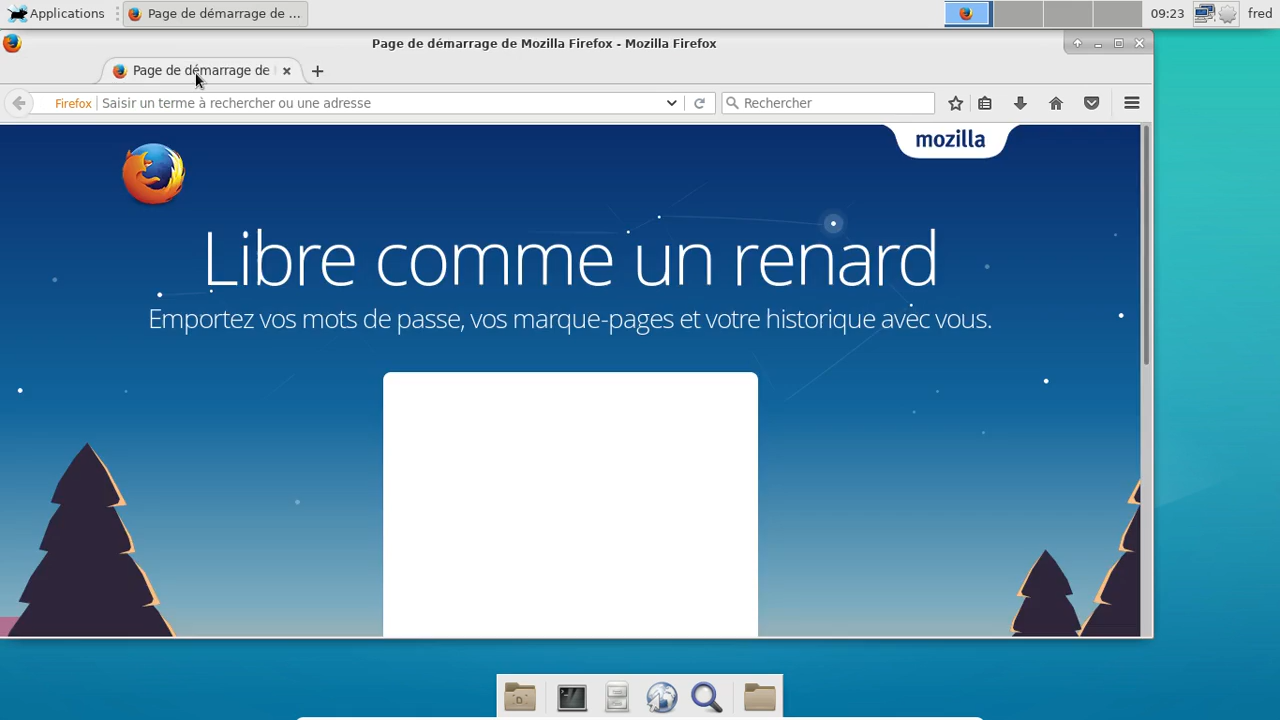 Applications
Page de démarrage de ...
09:23
fred
Page de démarrage de Mozilla Firefox - Mozilla Firefox
Page de démarrage de
Firefox
Saisir un terme à rechercher ou une adresse
Rechercher
mozilla
Libre comme un renard
Emportez vos mots de passe, vos marque-pages et votre historique avec vous.